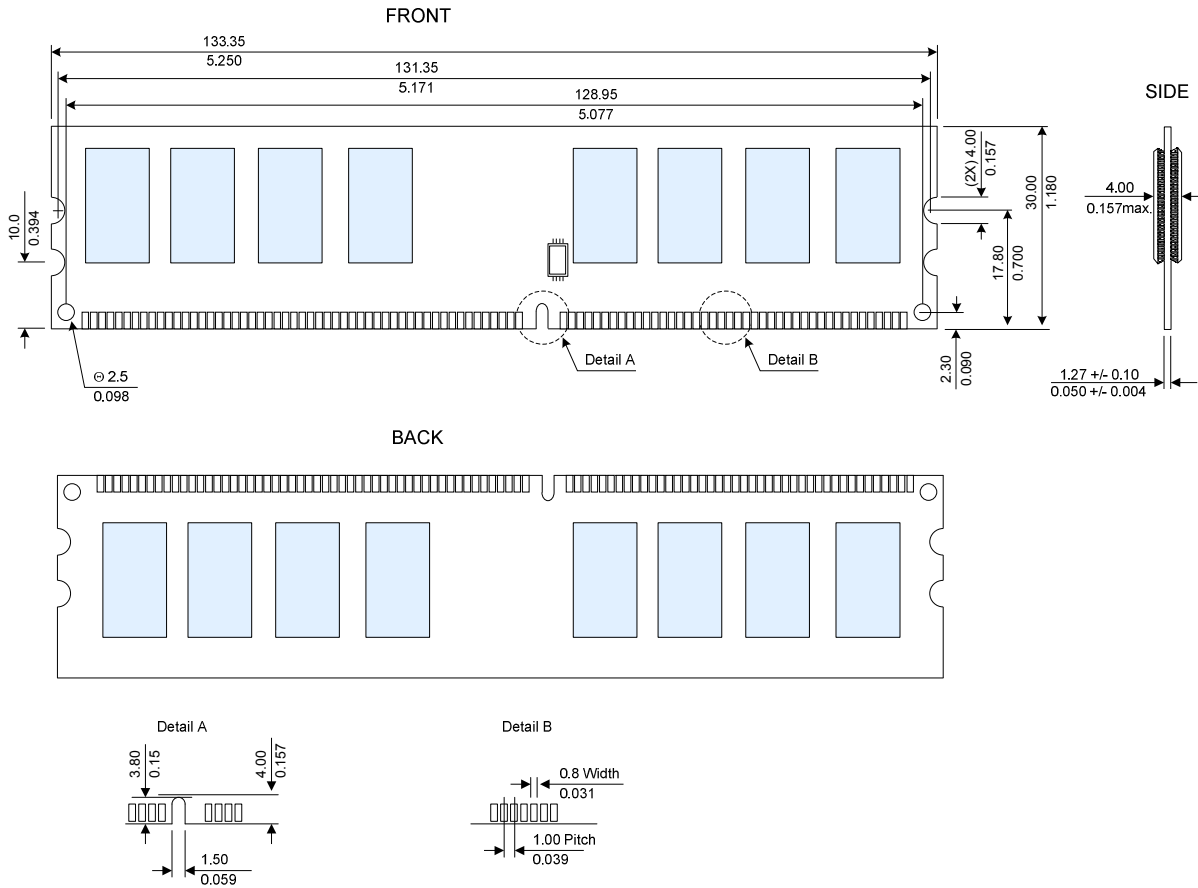 FRONT
133.35
5.250
131.35
5.171
128.95
5.077
SIDE
(2X) 4.00
0.157
30.00
1.180
4.00
0.157max.
10.0
0.394
17.80
0.700
Detail A
Detail B
2.30
0.090
Θ 2.5
0.098
1.27 +/- 0.10
0.050 +/- 0.004
BACK
Detail A
Detail B
3.80
0.15
4.00
0.157
0.8 Width
0.031
1.00 Pitch
0.039
1.50
0.059